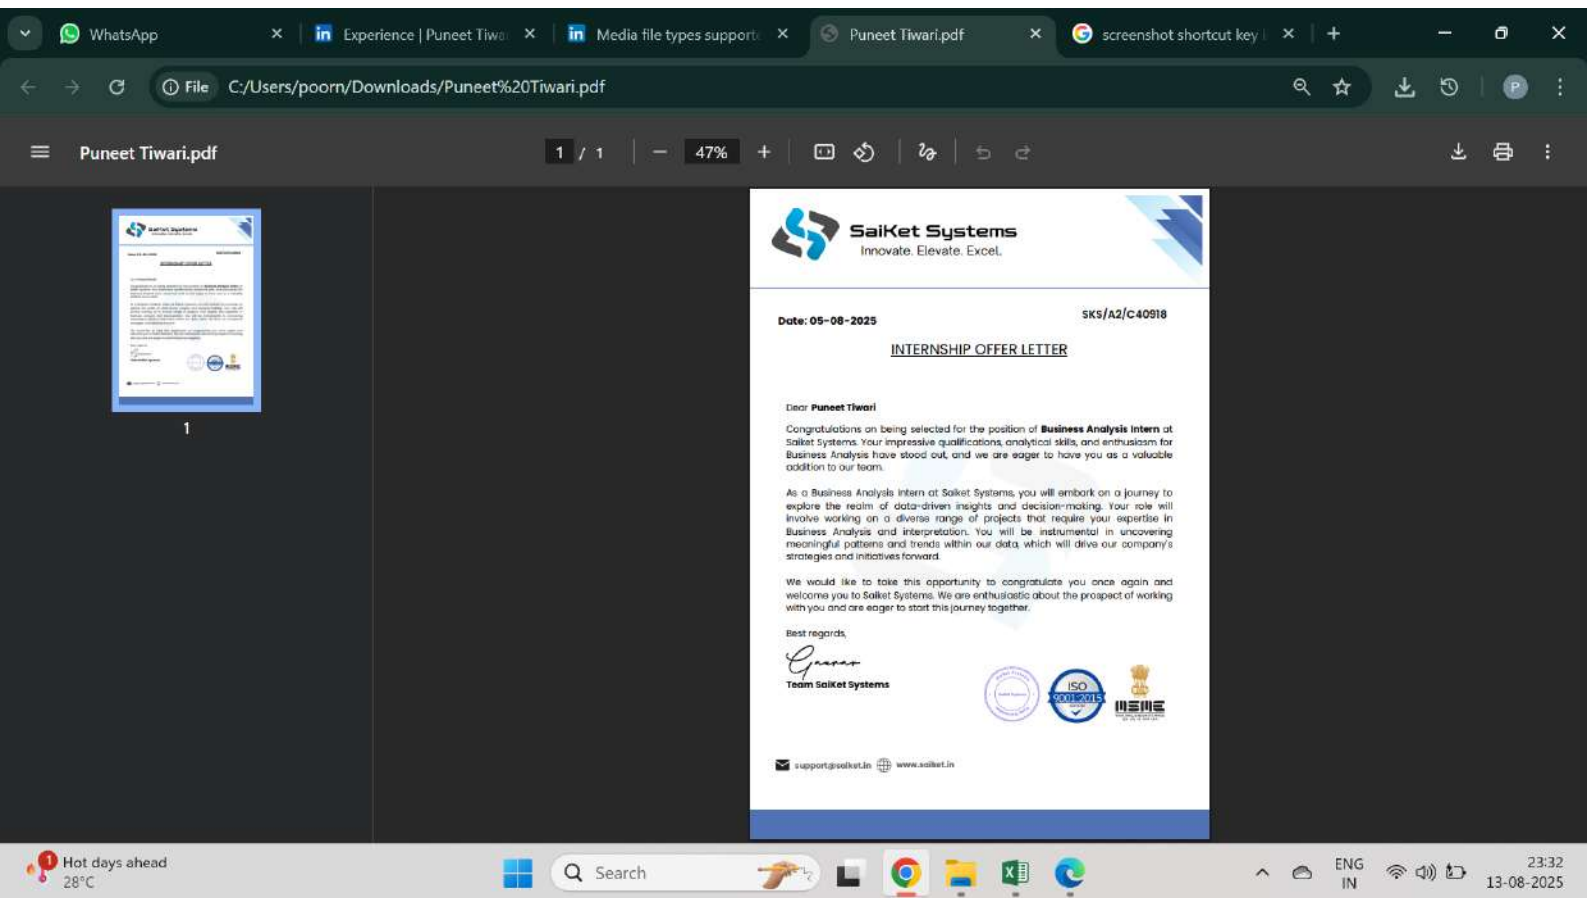 WhatsApp
Experience | Puneet Tiwa
Media file types support
Puneet Tiwari.pdf
screenshot shortcut key
File C:/Users/poorn/Downloads/Puneet%20Tiwari.pdf
P
Puneet Tiwari.pdf
1 / 1
47%
1
SaiKet Systems
Innovate. Elevate. Excel.
SKS/A2/C40918
Date: 05-08-2025
INTERNSHIP OFFER LETTER
Dear Puneet Tiwari
Congratulations on being selected for the position of Business Analysis Intern at
Saiket Systems. Your impressive qualifications, analytical skills, and enthusiasm for
Business Analysis have stood out, and we are eager to have you as a valuable
addition to our team.
As a Business Analysis Intern at Saiket Systems, you will embark on a journey to
explore the realm of data-driven insights and decision-making. Your role will
involve working on a diverse range of projects that require your expertise in
Business Analysis and interpretation. You will be instrumental in uncovering
meaningful patterns and trends within our data, which will drive our company's
strategies and initiatives forward.
We would like to take this opportunity to congratulate you once again and
welcome you to Saiket Systems. We are enthusiastic about the prospect of working
with you and are eager to start this journey together.
Best regards,
Gaurav
Team SaiKet Systems
ISO
9001:2015
MSME
support@saiket.in www.saiket.in
1
Hot days ahead
28°C
Search
ENG
IN
23:32
13-08-2025